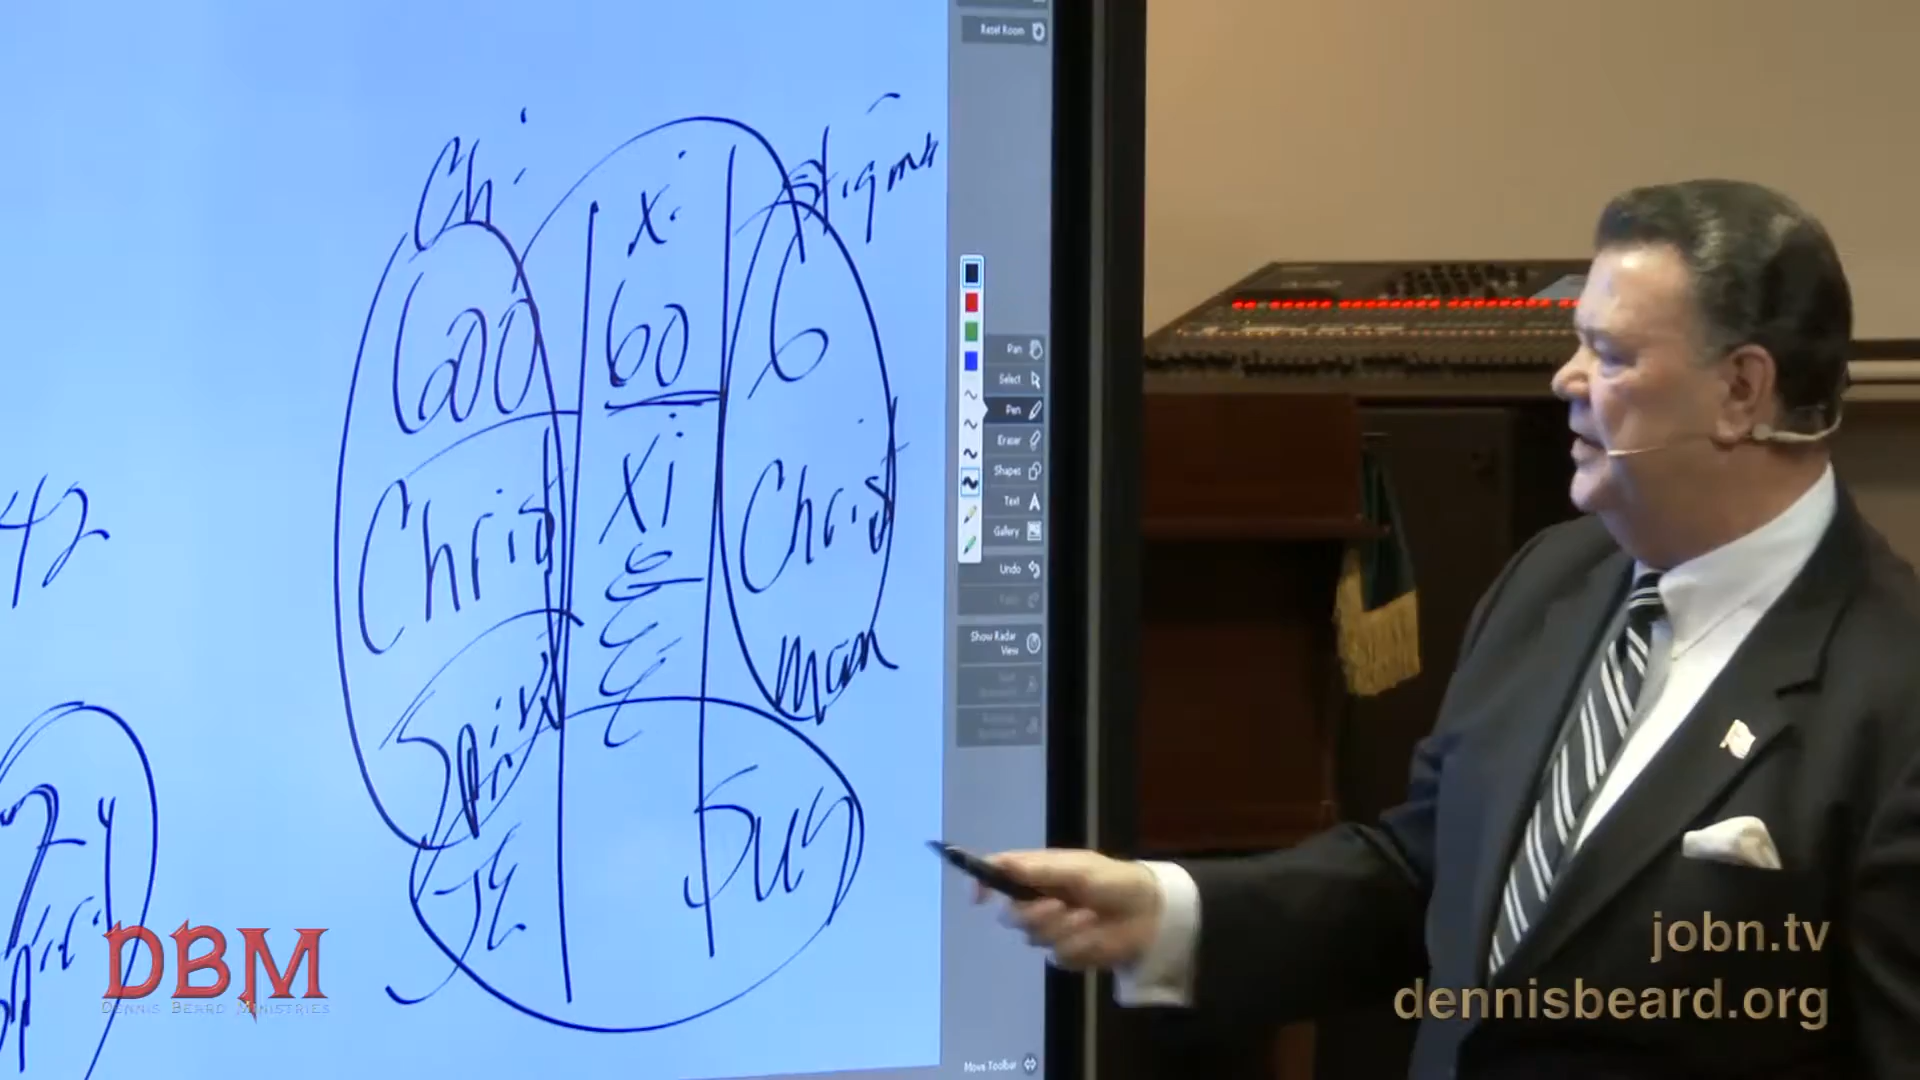 Reset Room
Chi
xi
Stigma
600
60
6
Pan
Select
Pen
Eraser
Shapes
Text
Gallery
Undo
Christ
Xi
Christ
42
Show Radar
View
man
Spirit
JE
SUS
DBM
DENNIS BEARD MINISTRIES
jobn.tv
dennisbeard.org
Move Toolbar